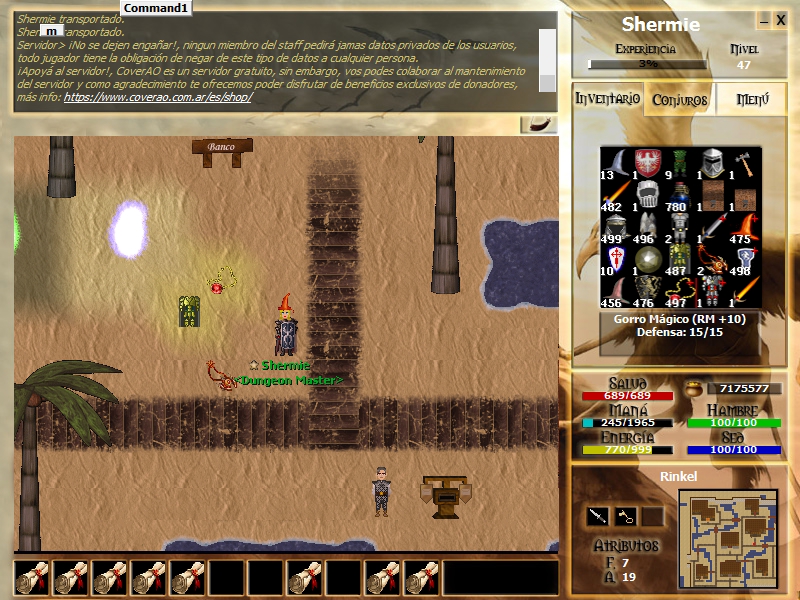 Command1
Shermie transportado.
m
Servidor> ¡No se dejen engañar!, ningun miembro del staff pedirá jamas datos privados de los usuarios,
todo jugador tiene la obligación de negar de este tipo de datos a cualquier persona.
¡Apoyá al servidor!, CoverAO es un servidor gratuito, sin embargo, vos podes colaborar al mantenimiento
del servidor y como agradecimiento te ofrecemos poder disfrutar de beneficios exclusivos de donadores,
más info: https://www.coverao.com.ar/es/shop/
Shermie
_ X
Experiencia
Nivel
3%
47
Inventario Conjuros Menú
13 1 9 1 1
482 1 780 1 1
499 496 2 1 475
10 1 487 2 498
456 476 497 1 1
Gorro Mágico (RM +10)
Defensa: 15/15
Salud
689/689
7175577
Maná
245/1965
Hambre
100/100
Energía
770/999
Sed
100/100
Rinkel
Atributos
F. 7
A. 19
Banco
Shermie
<Dungeon Master>